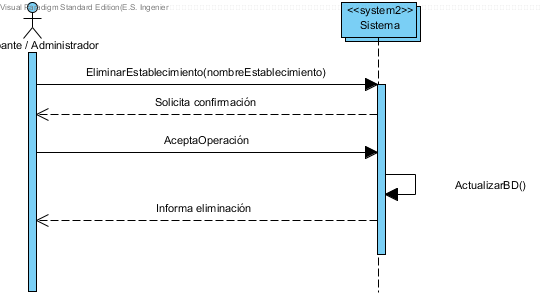 Visual Paradigm Standard Edition(E.S. Ingenier
<<system2>>
Sistema
pante / Administrador
EliminarEstablecimiento(nombreEstablecimiento)
Solicita confirmación
AceptaOperación
ActualizarBD()
Informa eliminación